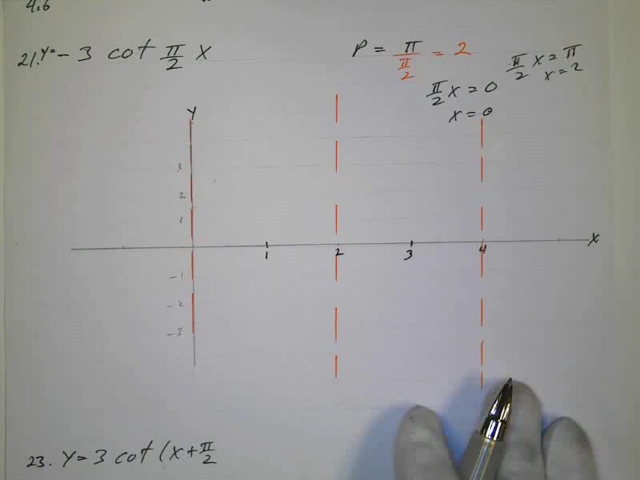 4.6
21. y = -3 cot π/2 x
P = π / π/2 = 2
π/2 x = 0
x = 0
π/2 x = π
x = 2
Y
3
2
1
-1
-2
-3
1 2 3 4 X
23. Y = 3 cot (x + π/2